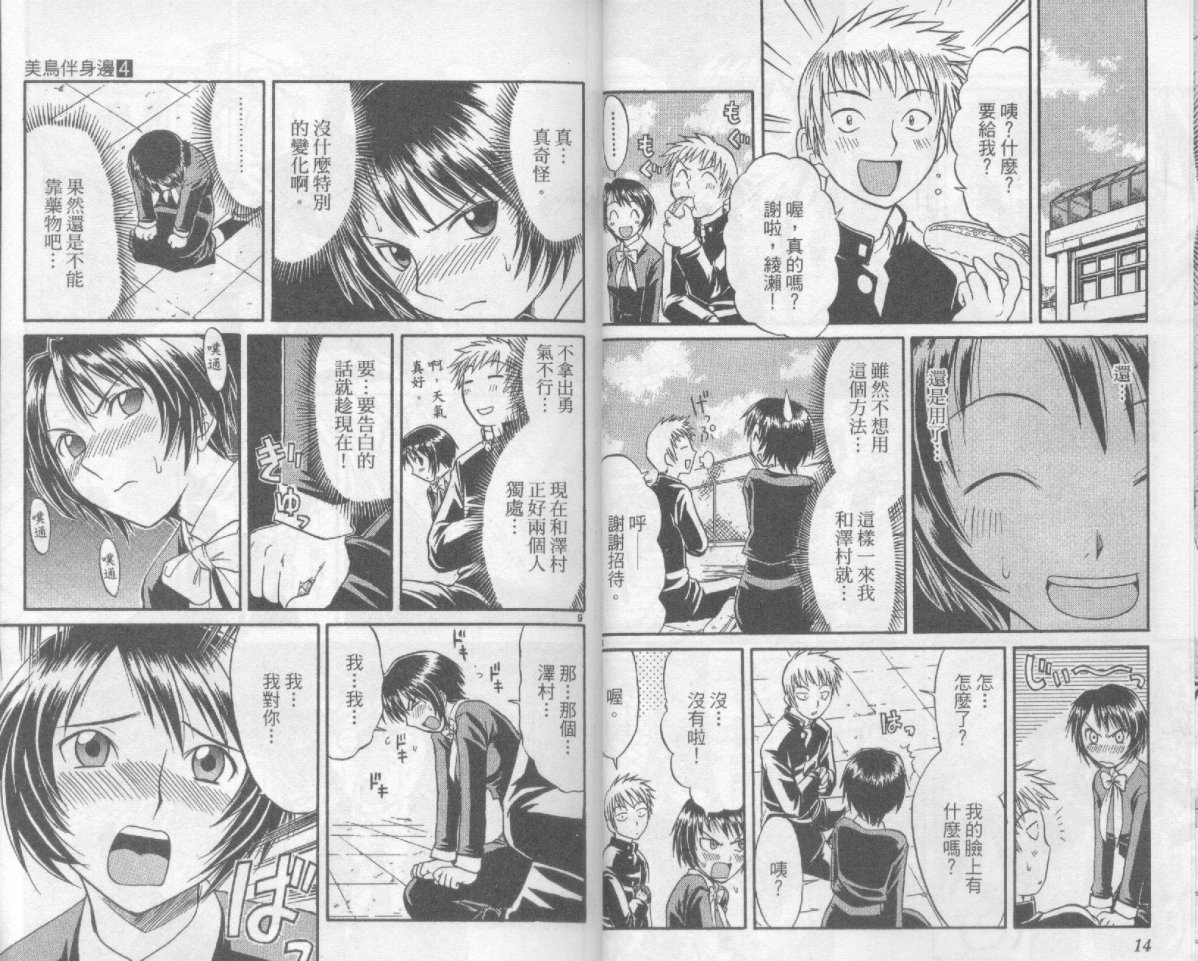 咦？什麼？
要給我？
喔，真的嗎？
謝啦，綾瀨！
もぐ
もぐ
…………
還…
還是用了…
雖然不想用
這個方法…
這樣一來我
和澤村就…
げっぷ。
呼──
謝謝招待。
じぃい～～っ
怎…
怎麼了？
我的臉上有
什麼嗎？
ばっ
咦？
沒…
沒有啦！
喔。
14
美鳥伴身邊4
真…
真奇怪。
沒什麼特別
的變化啊。
…………
果然還是不能
靠藥物吧…
不拿出勇
氣不行…
啊，天氣
真好。
現在和澤村
正好兩個人
獨處…
要…要告白的
話就趁現在！
ぎゅっ
噗通
噗通
噗通
9
那…那個…
澤村…
我…我…
ドキ
ドキ
ドキ
ドキ
我…
我對你…
ばっ